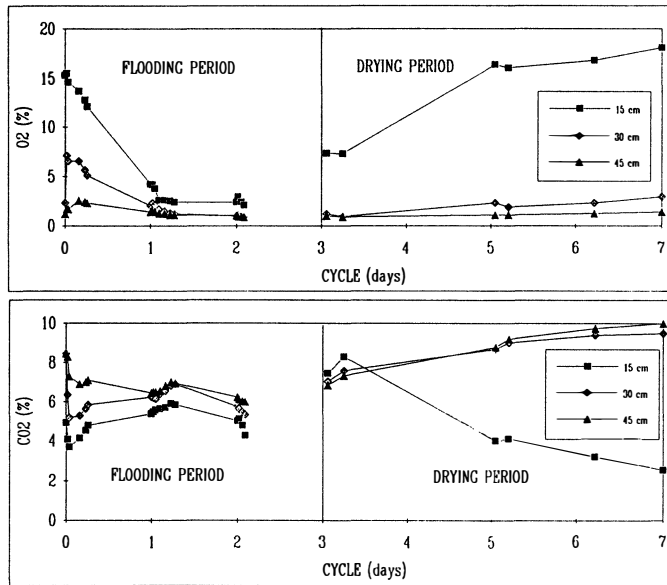 20
15
10
5
0
O2 (%)
FLOODING PERIOD
DRYING PERIOD
15 cm
30 cm
45 cm
0 1 2 3 4 5 6 7
CYCLE (days)
10
8
6
4
2
0
CO2 (%)
FLOODING PERIOD
DRYING PERIOD
15 cm
30 cm
45 cm
0 1 2 3 4 5 6 7
CYCLE (days)